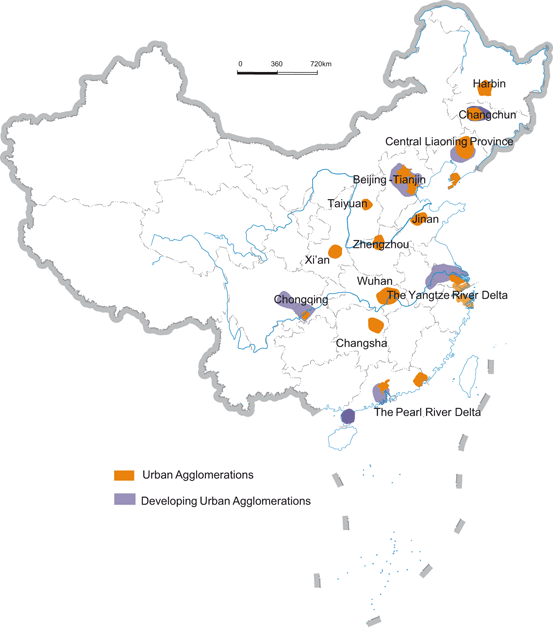 0 360 720km
Harbin
Changchun
Central Liaoning Province
Beijing -Tianjin
Taiyuan
Jinan
Zhengzhou
Xi'an
Wuhan
The Yangtze River Delta
Chongqing
Changsha
The Pearl River Delta
Urban Agglomerations
Developing Urban Agglomerations